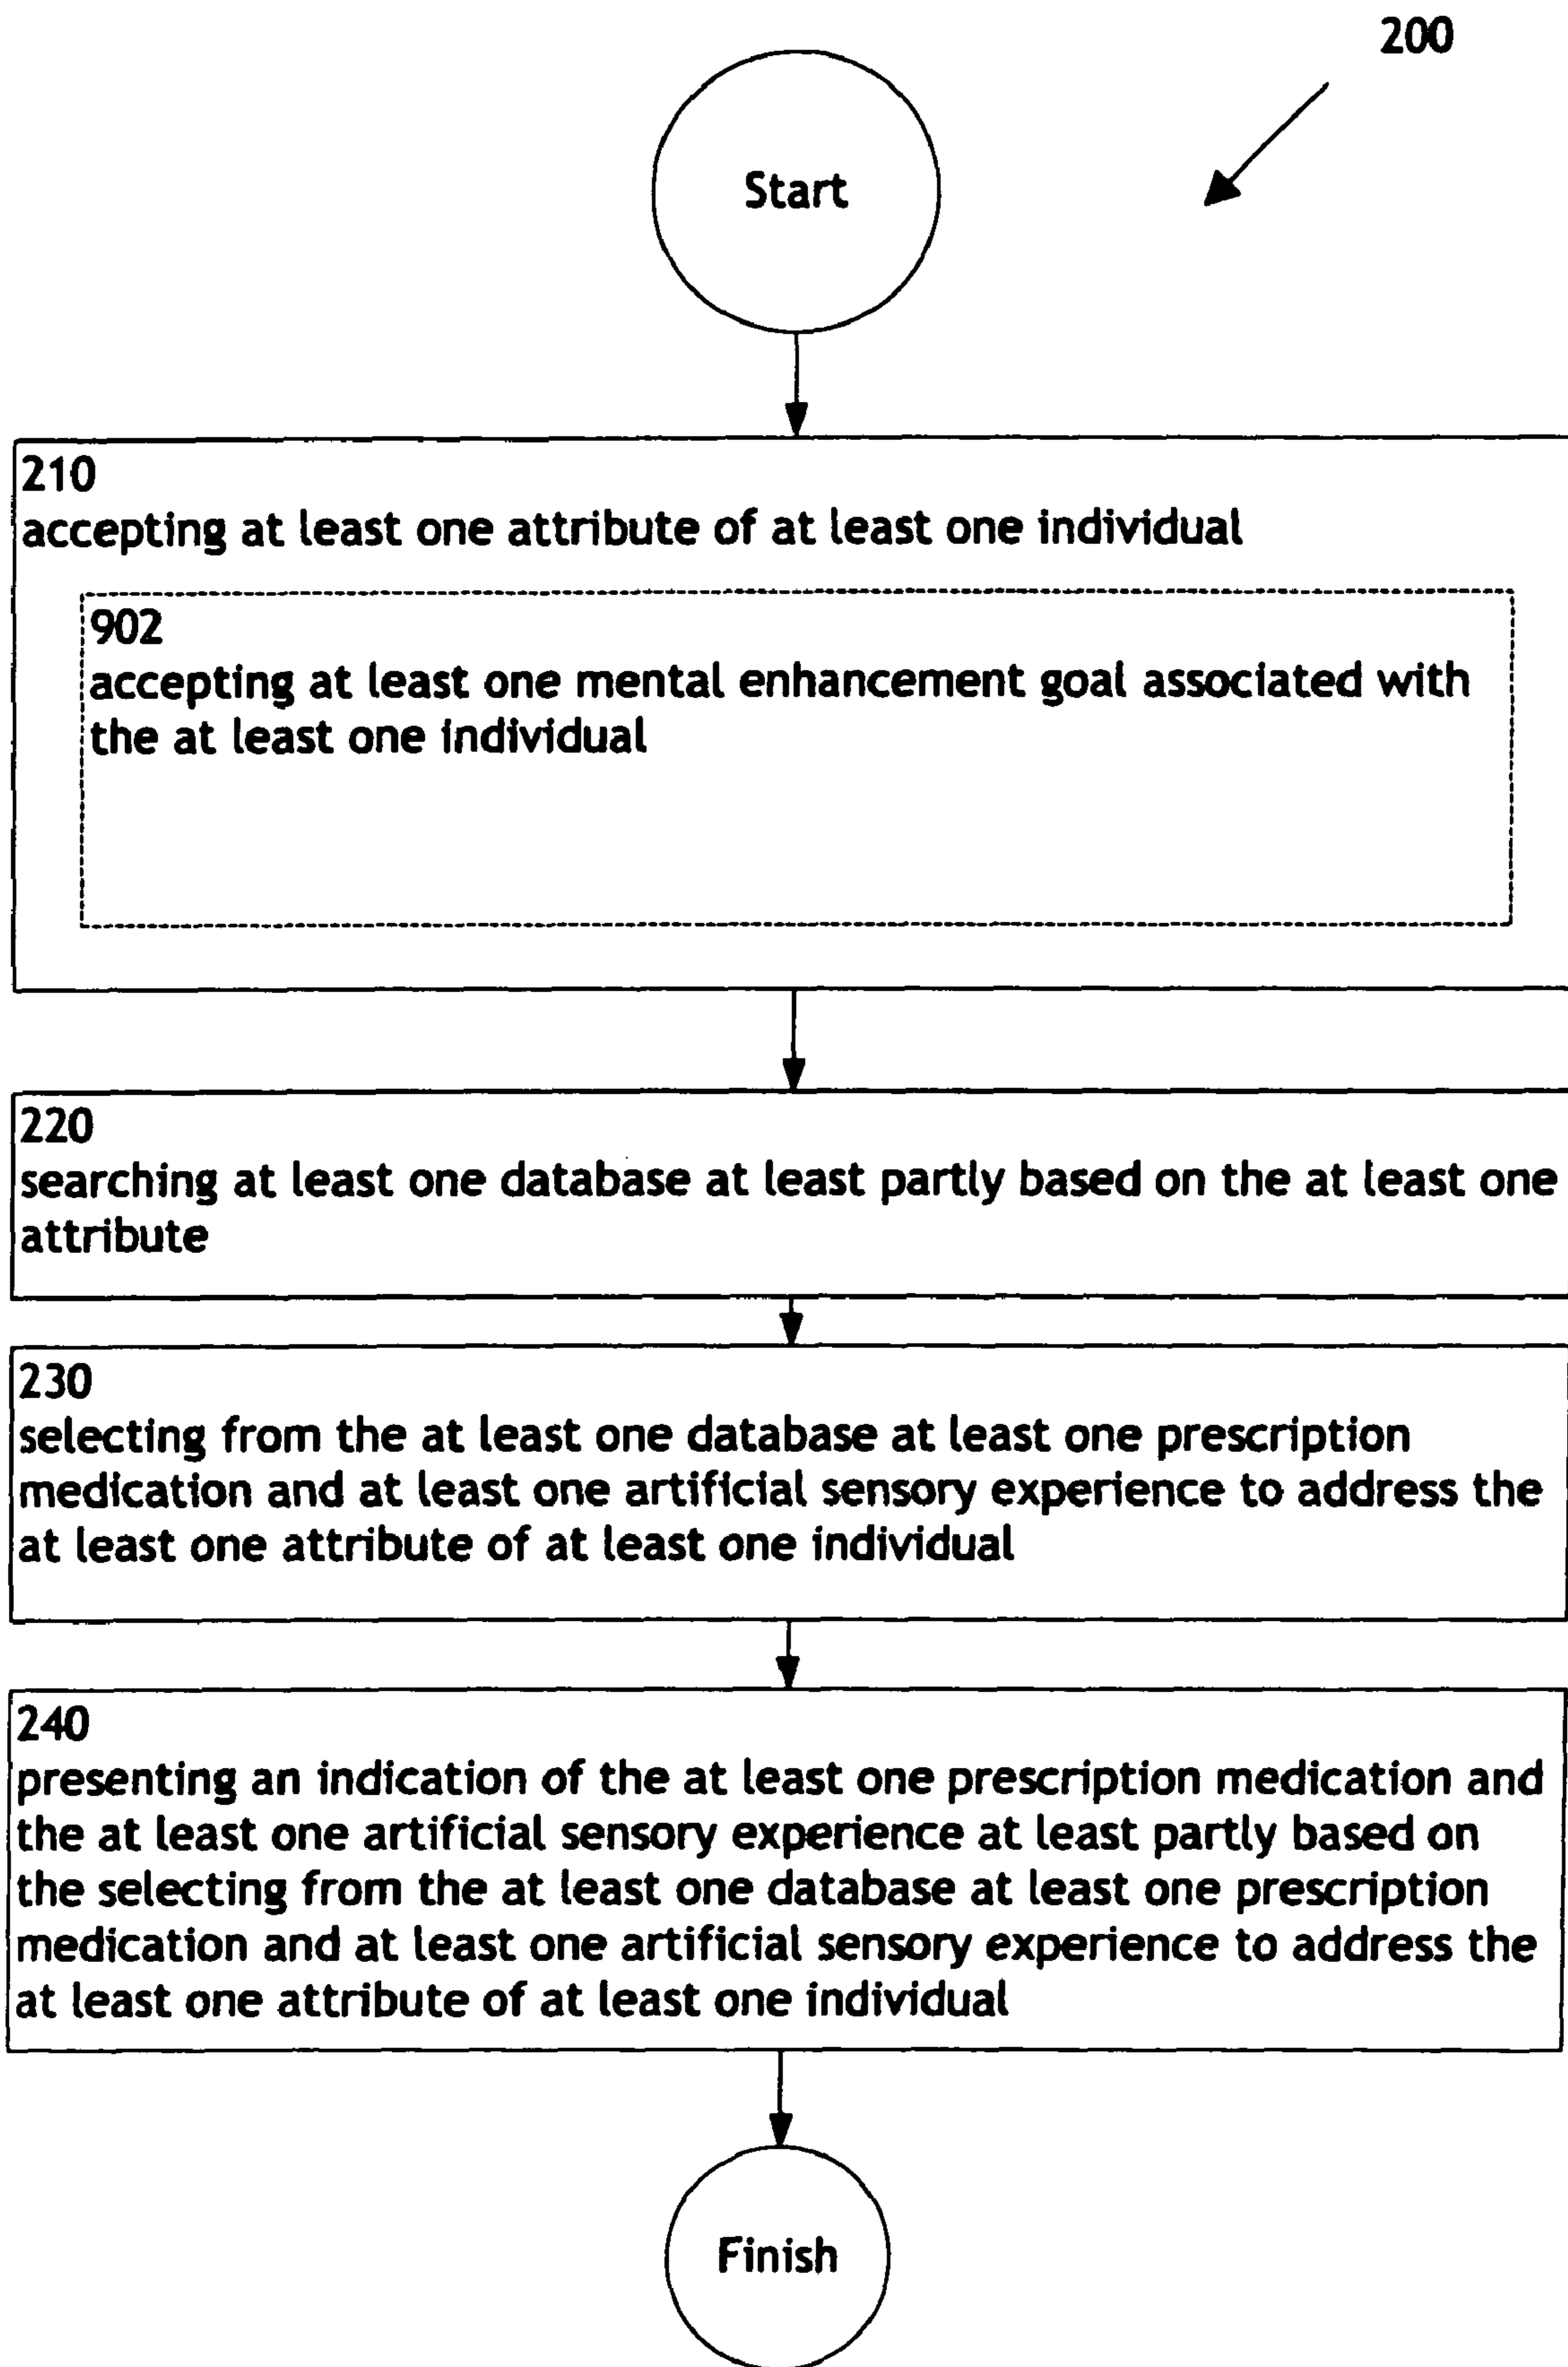 200
Start
210
accepting at least one attribute of at least one individual
902
accepting at least one mental enhancement goal associated with
the at least one individual
220
searching at least one database at least partly based on the at least one
attribute
230
selecting from the at least one database at least one prescription
medication and at least one artificial sensory experience to address the
at least one attribute of at least one individual
240
presenting an indication of the at least one prescription medication and
the at least one artificial sensory experience at least partly based on
the selecting from the at least one database at least one prescription
medication and at least one artificial sensory experience to address the
at least one attribute of at least one individual
Finish